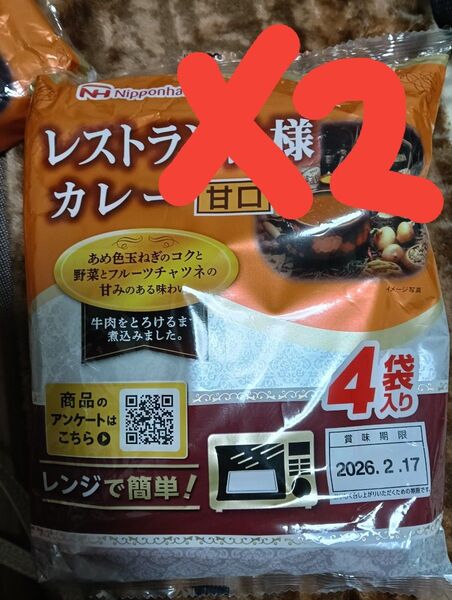 NH Nipponha
X2
レストラン 様
カレー 甘口
あめ色玉ねぎのコクと
野菜とフルーツチャツネの
甘みのある味わい
牛肉をとろけるま
煮込みました。
イメージ写真
4袋入り
商品の
アンケートは
こちら
賞味期限
2026.2.17
レンジで簡単!